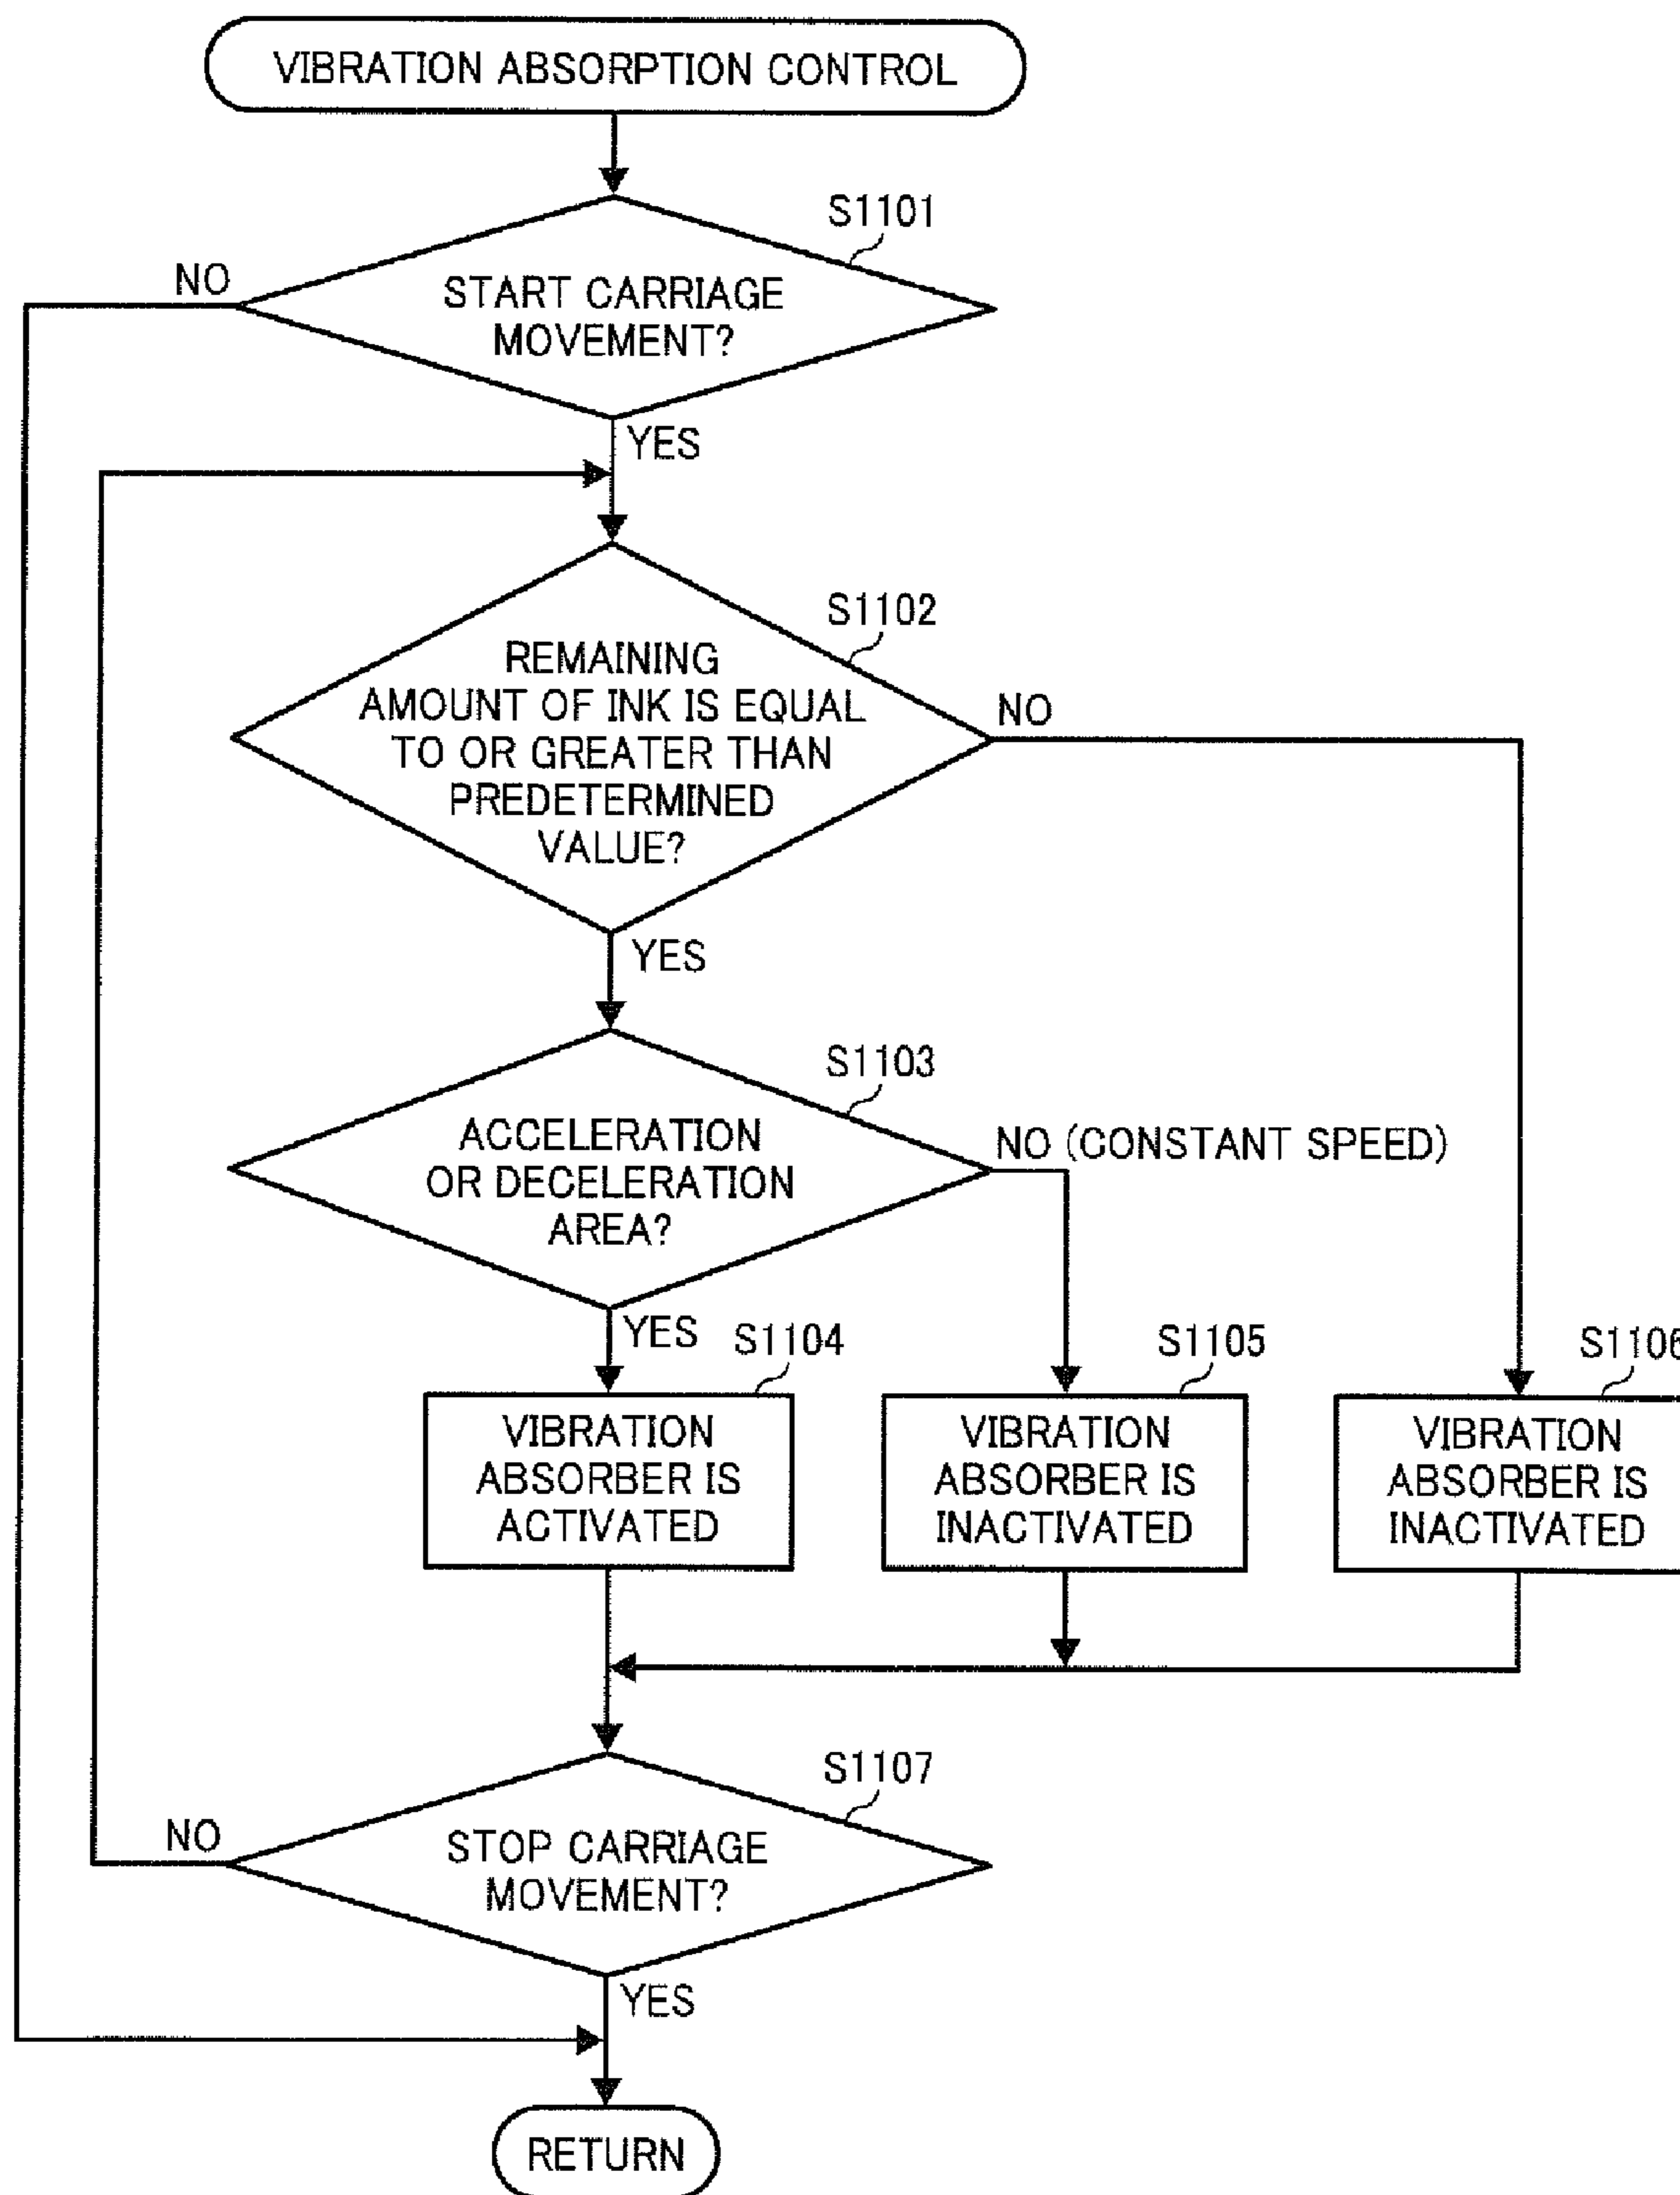 VIBRATION ABSORPTION CONTROL
S1101
NO
START CARRIAGE
MOVEMENT?
YES
S1102
REMAINING
AMOUNT OF INK IS EQUAL
TO OR GREATER THAN
PREDETERMINED
VALUE?
NO
YES
S1103
ACCELERATION
OR DECELERATION
AREA?
NO (CONSTANT SPEED)
YES
S1104
VIBRATION
ABSORBER IS
ACTIVATED
S1105
VIBRATION
ABSORBER IS
INACTIVATED
S1106
VIBRATION
ABSORBER IS
INACTIVATED
S1107
NO
STOP CARRIAGE
MOVEMENT?
YES
RETURN